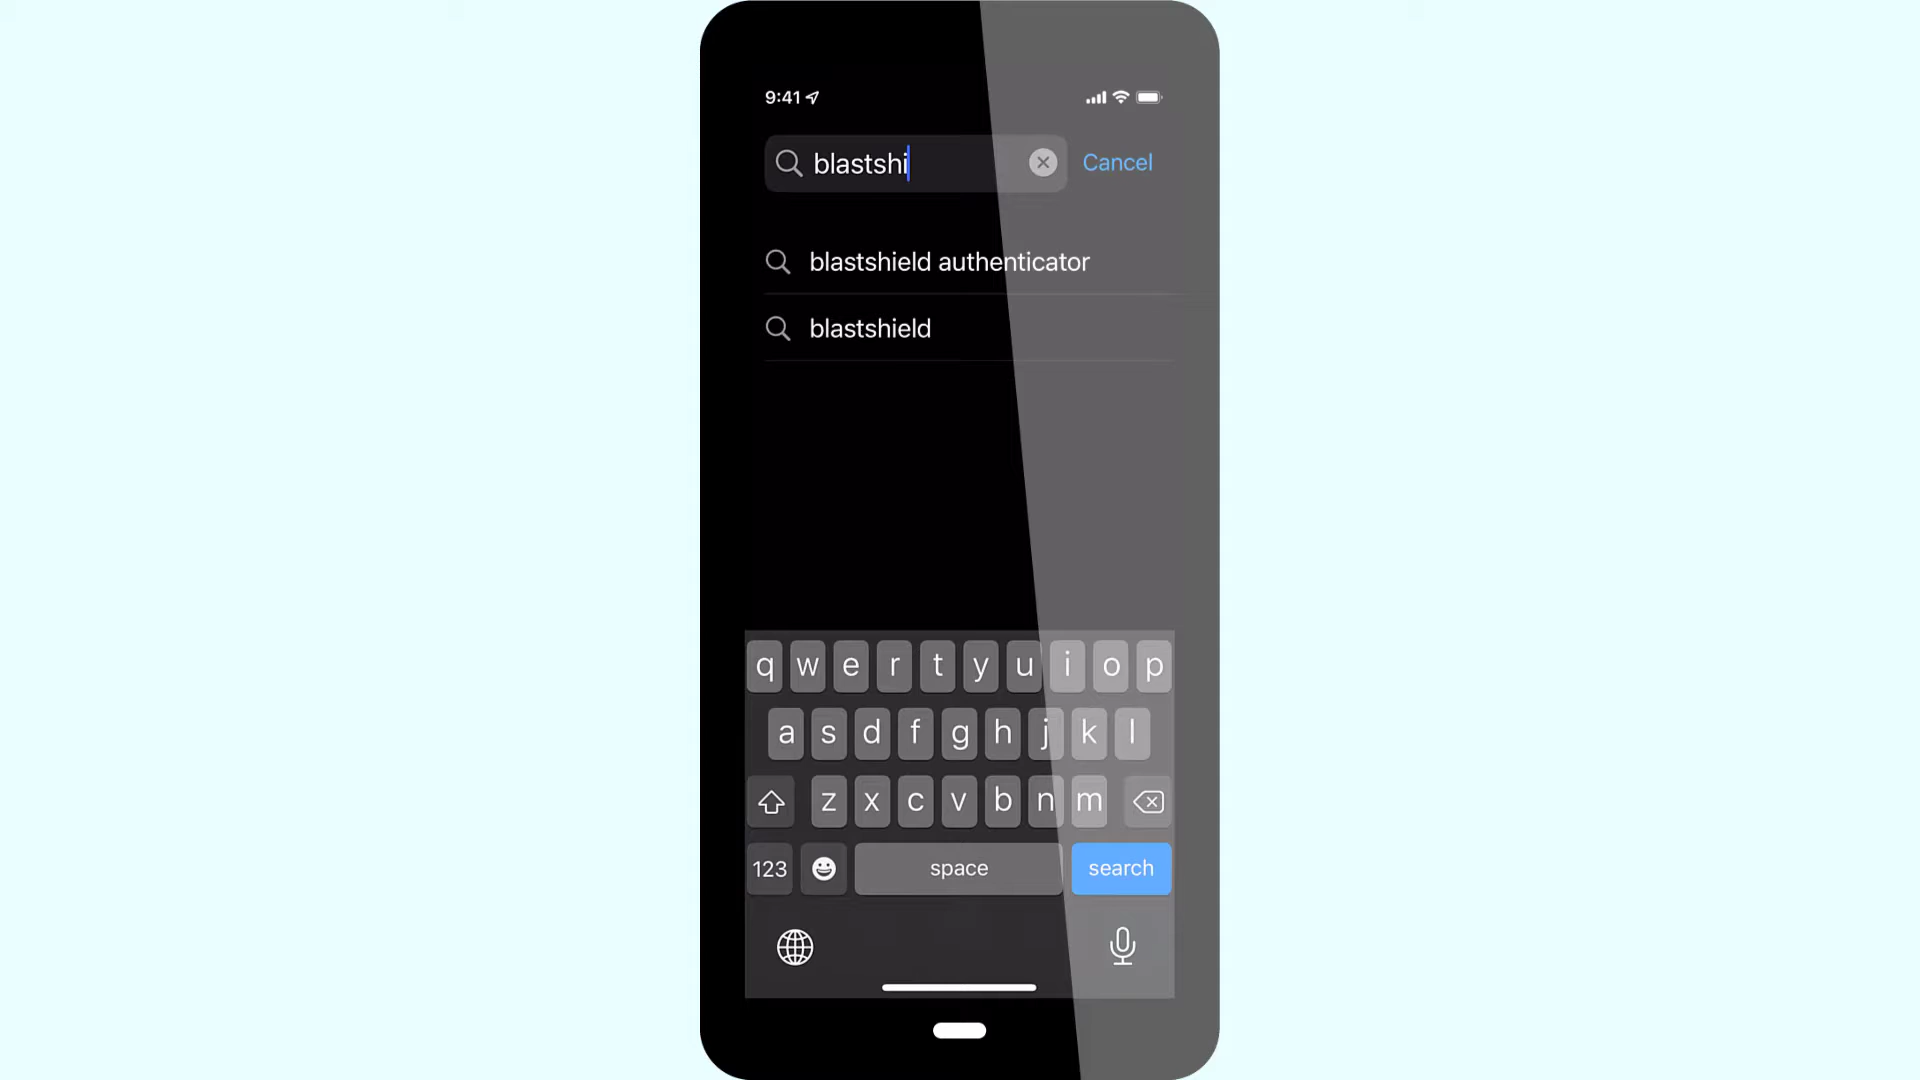 9:41
blastshi Cancel
blastshield authenticator
blastshield
q w e r t y u i o p
a s d f g h j k l
z x c v b n m
123 space search